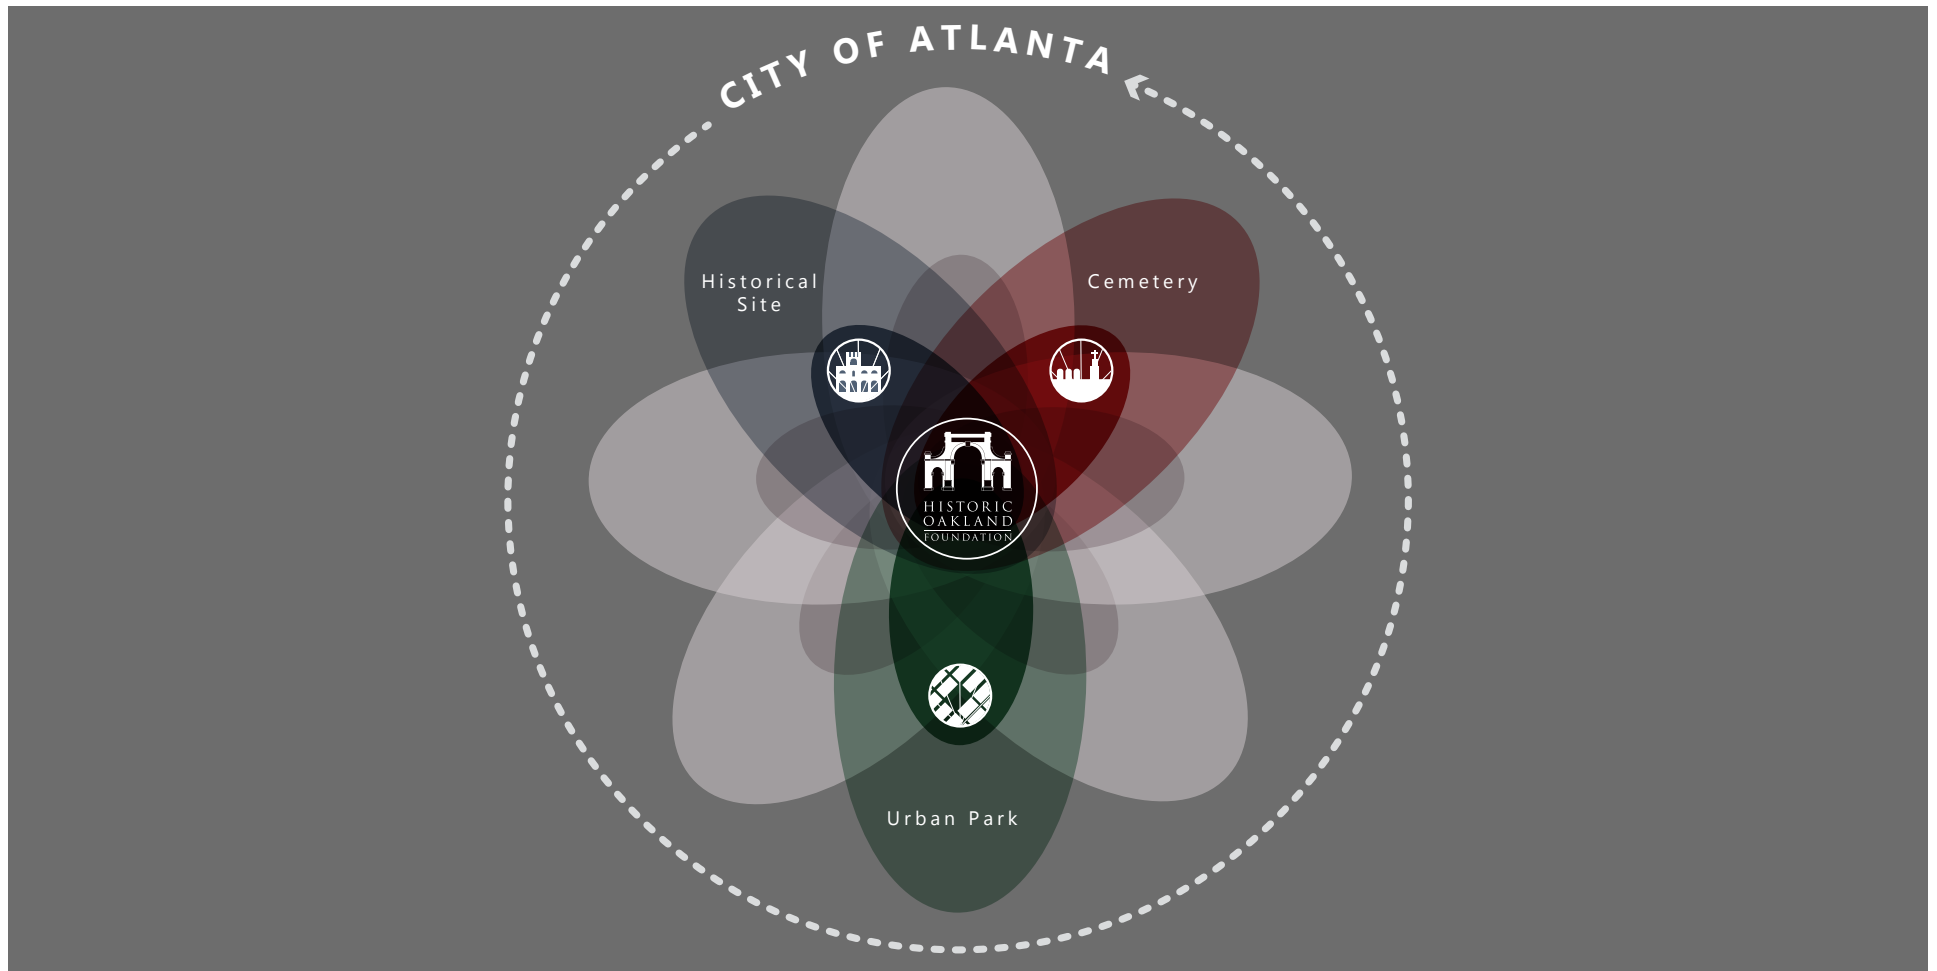 CITY OF ATLANTA
Historical
Site
Cemetery
HISTORIC
OAKLAND
FOUNDATION
Urban Park